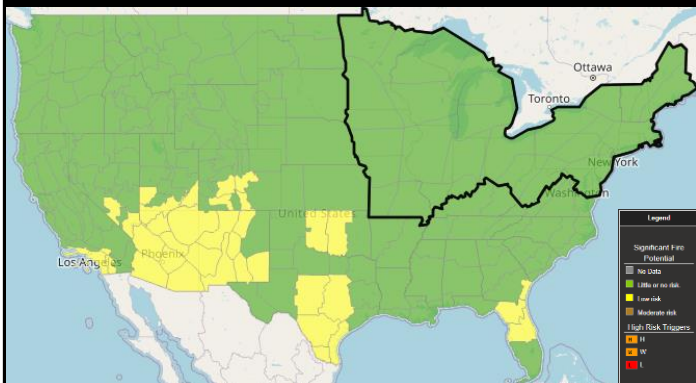 Ottawa
Toronto
New York
Washington
United States
Phoenix
Los Angeles
Legend
Significant Fire
Potential
No Data
Little or no risk
Low risk
Moderate risk
High Risk Triggers
H
W
L